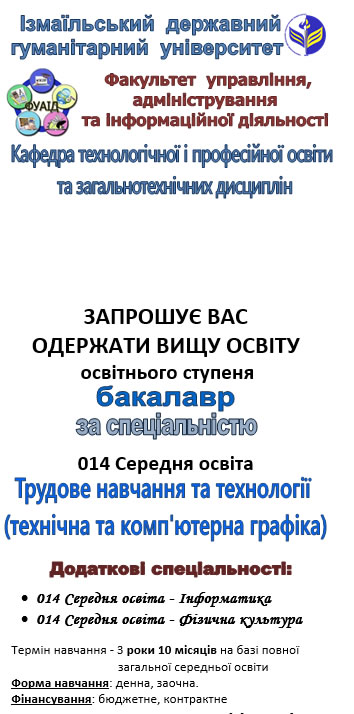 Ізмаїльський державний
гуманітарний університет
ФУАІД
Факультет управління,
адміністрування
та інформаційної діяльності
Кафедра технологічної і професійної освіти
та загальнотехнічних дисциплін
ЗАПРОШУЄ ВАС
ОДЕРЖАТИ ВИЩУ ОСВІТУ
освітнього ступеня
бакалавр
за спеціальністю
014 Середня освіта
Трудове навчання та технології
(технічна та комп'ютерна графіка)
Додаткові спеціальності:
• 014 Середня освіта - Інформатика
• 014 Середня освіта - Фізична культура
Термін навчання - 3 роки 10 місяців на базі повної
загальної середньої освіти
Форма навчання: денна, заочна.
Фінансування: бюджетне, контрактне